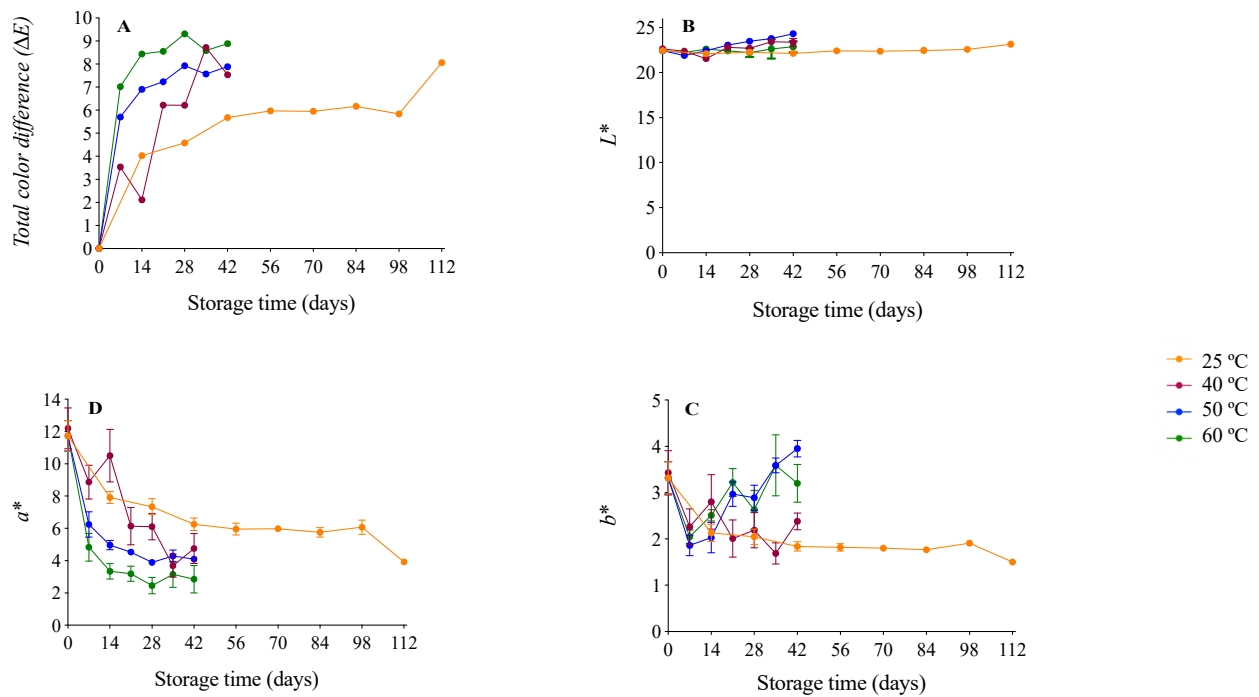 A
Total color difference (ΔE)
10
9
8
7
6
5
4
3
2
1
0
0 14 28 42 56 70 84 98 112
Storage time (days)
B
L*
25
20
15
10
5
0
0 14 28 42 56 70 84 98 112
Storage time (days)
D
a*
14
12
10
8
6
4
2
0
0 14 28 42 56 70 84 98 112
Storage time (days)
C
b*
5
4
3
2
1
0
0 14 28 42 56 70 84 98 112
Storage time (days)
25 ºC
40 ºC
50 ºC
60 ºC